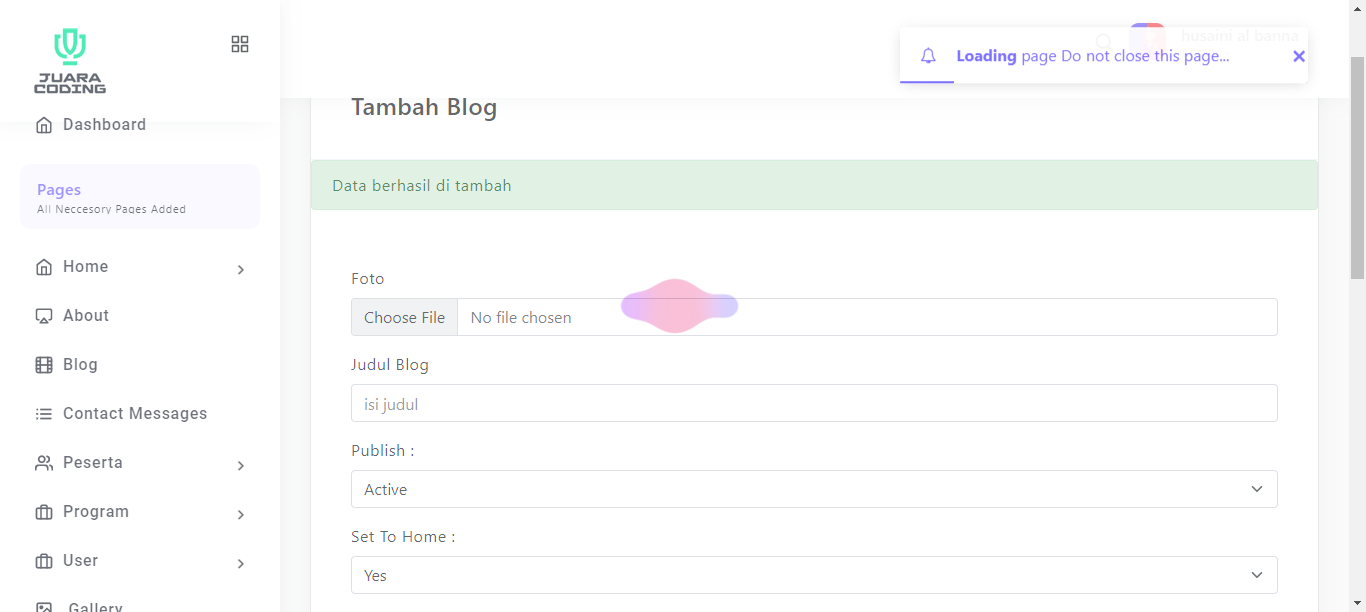 JUARA
CODING
husaini al banna
Loading page Do not close this page...
Dashboard
Pages
All Neccesory Pages Added
Home
About
Blog
Contact Messages
Peserta
Program
User
Gallery
Tambah Blog
Data berhasil di tambah
Foto
Choose File No file chosen
Judul Blog
isi judul
Publish :
Active
Set To Home :
Yes